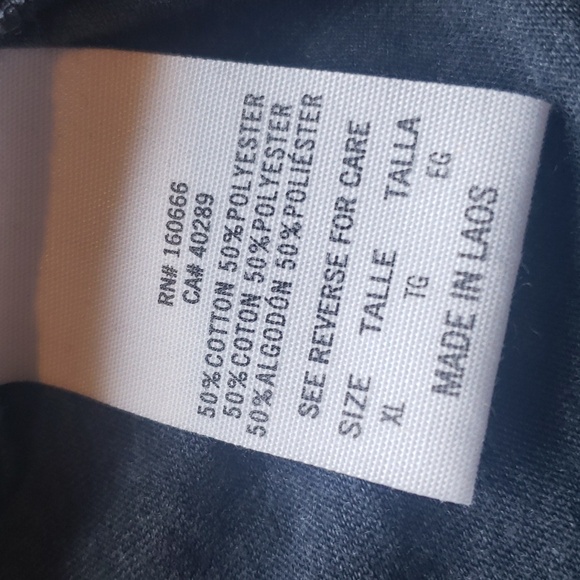 RN# 160666
CA# 40289
50%COTTON 50%POLYESTER
50%COTON 50%POLYESTER
50%ALGODÓN 50%POLIÉSTER
SEE REVERSE FOR CARE
SIZE TALLE TALLA
XL TG EG
MADE IN LAOS